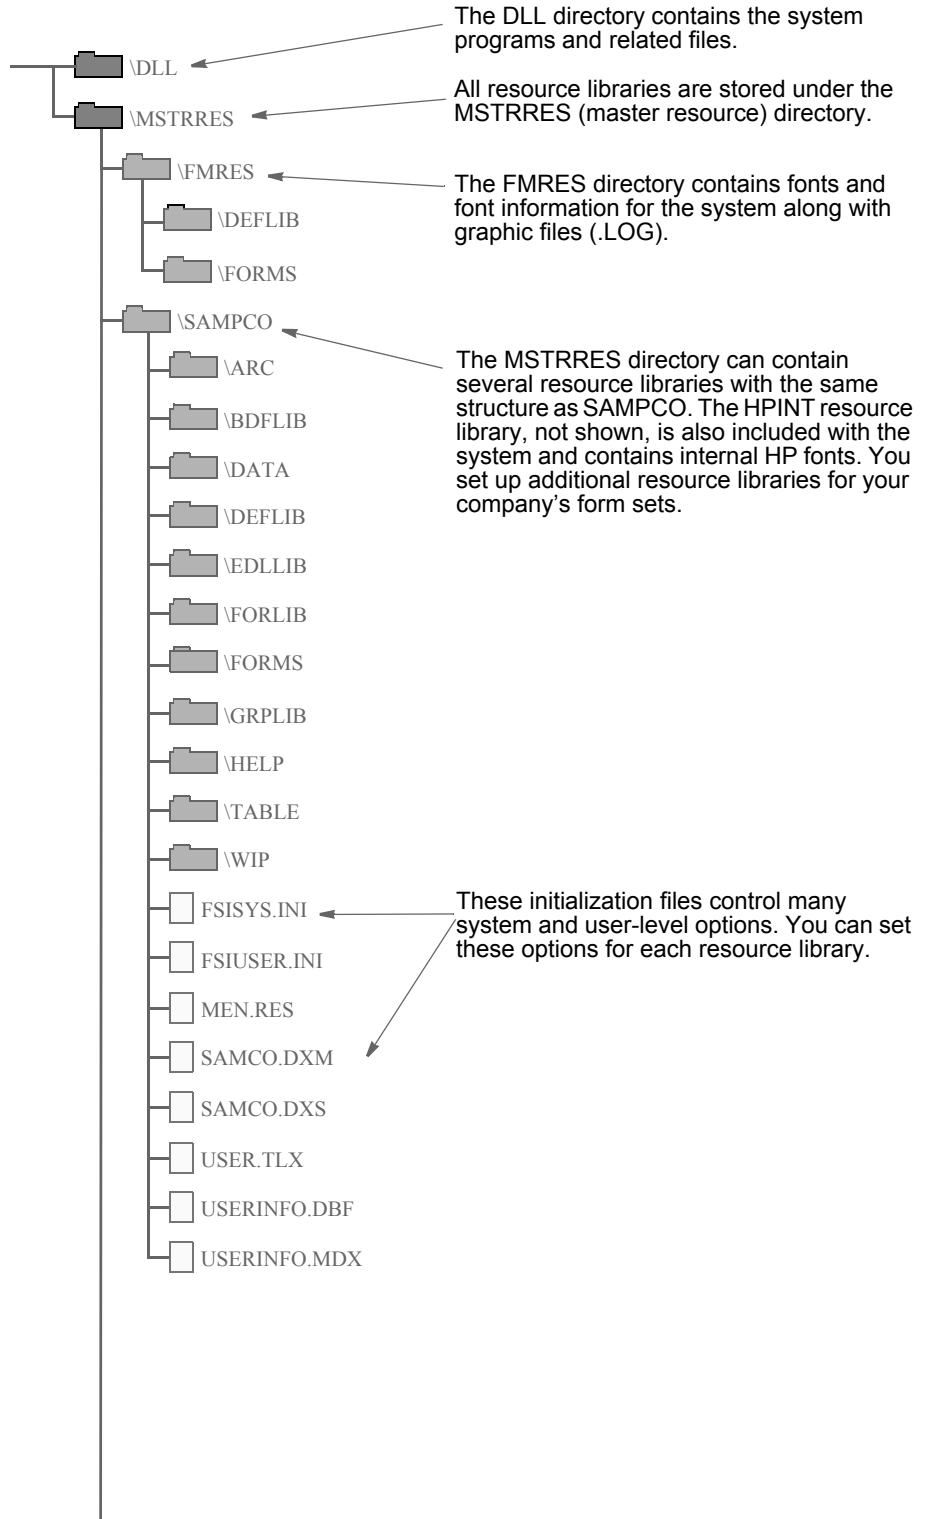 The DLL directory contains the system
programs and related files.
\DLL
All resource libraries are stored under the
MSTRRES (master resource) directory.
\MSTRRES
\FMRES
The FMRES directory contains fonts and
font information for the system along with
graphic files (.LOG).
\DEFLIB
\FORMS
\SAMPCO
The MSTRRES directory can contain
several resource libraries with the same
structure as SAMPCO. The HPINT resource
library, not shown, is also included with the
system and contains internal HP fonts. You
set up additional resource libraries for your
company's form sets.
\ARC
\BDFLIB
\DATA
\DEFLIB
\EDLLIB
\FORLIB
\FORMS
\GRPLIB
\HELP
\TABLE
\WIP
These initialization files control many
system and user-level options. You can set
these options for each resource library.
FSISYS.INI
FSIUSER.INI
MEN.RES
SAMCO.DXM
SAMCO.DXS
USER.TLX
USERINFO.DBF
USERINFO.MDX